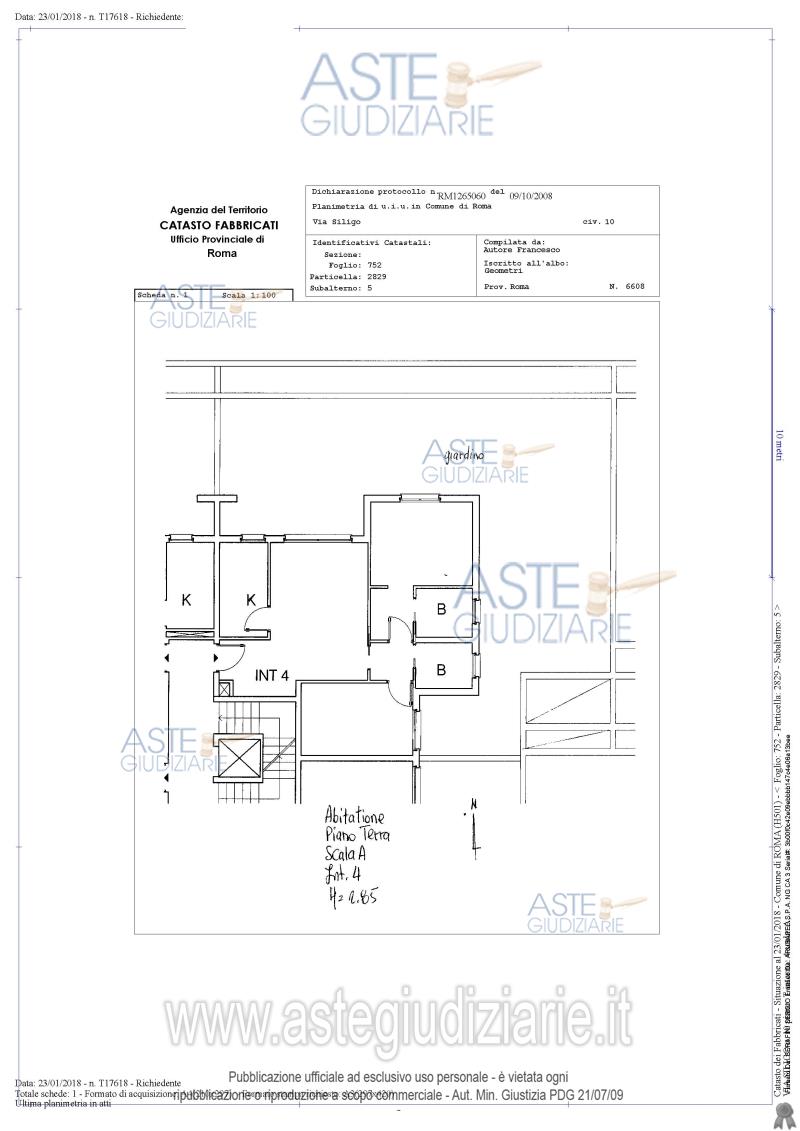 Data: 23/01/2018 - n. T17618 - Richiedente:
ASTE
GIUDIZIARIE
Agenzia del Territorio
CATASTO FABBRICATI
Ufficio Provinciale di
Roma
Dichiarazione protocollo n. RM1265060 del 09/10/2008
Planimetria di u.i.u. in Comune di Roma
Via Siligo civ. 10
Identificativi Catastali:
Sezione:
Foglio: 752
Particella: 2829
Subalterno: 5
Compilata da:
Autore Francesco
Iscritto all'albo:
Geometri
Prov. Roma N. 6608
Scheda n. 1 Scala 1:100
ASTE
GIUDIZIARIE
10 metri
ASTE
GIUDIZIARIE
giardino
ASTE
GIUDIZIARIE
K
K
B
B
INT 4
ASTE
GIUDIZIARIE
N
Abitatione
Piano Terra
Scala A
Int. 4
H= 2.85
ASTE
GIUDIZIARIE
Catasto dei Fabbricati - Situazione al 23/01/2018 - Comune di ROMA (H501) - < Foglio: 752 - Particella: 2829 - Subalterno: 5 >
www.astegiudiziarie.it
Pubblicazione ufficiale ad esclusivo uso personale - è vietata ogni
ripubblicazione o riproduzione a scopo commerciale - Aut. Min. Giustizia PDG 21/07/09
Data: 23/01/2018 - n. T17618 - Richiedente
Totale schede: 1 - Formato di acquisizione:
Ultima planimetria in atti